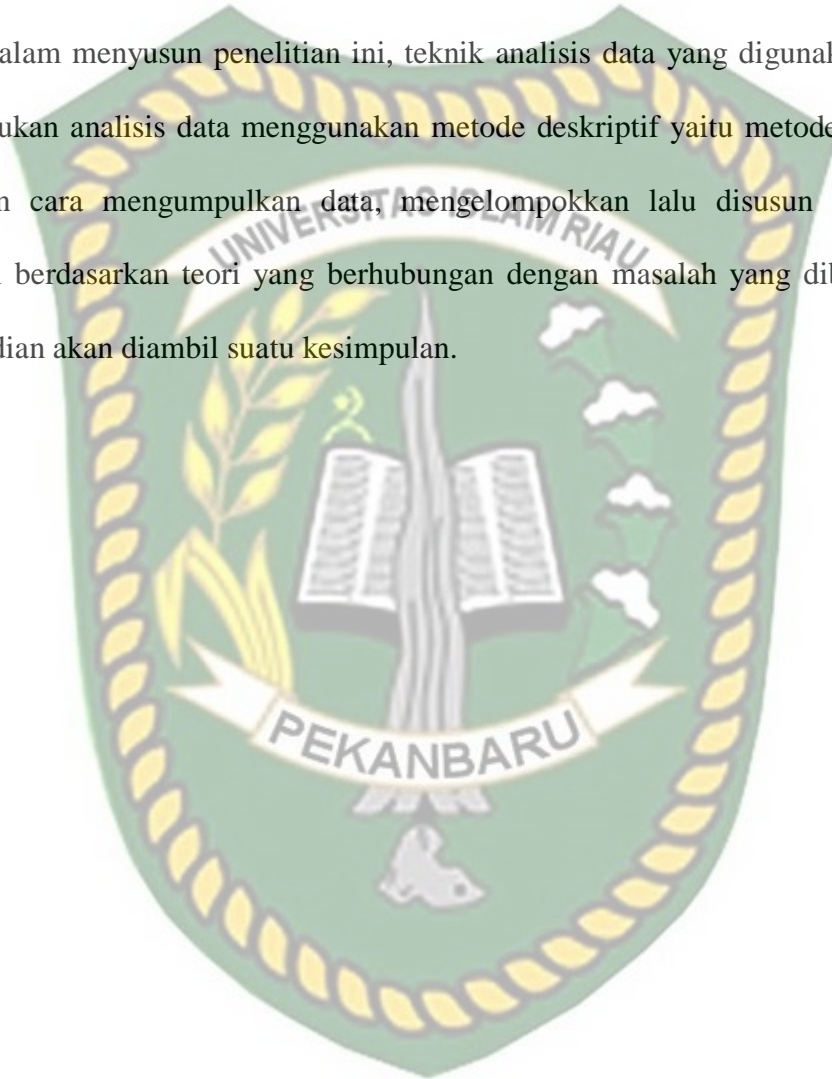 alam menyusun penelitian ini, teknik analisis data yang digunak
ukan analisis data menggunakan metode deskriptif yaitu metode
n cara mengumpulkan data, mengelompokkan lalu disusun
UNIVERSITAS ISLAM RIAU
berdasarkan teori yang berhubungan dengan masalah yang dib
dian akan diambil suatu kesimpulan.
PEKANBARU